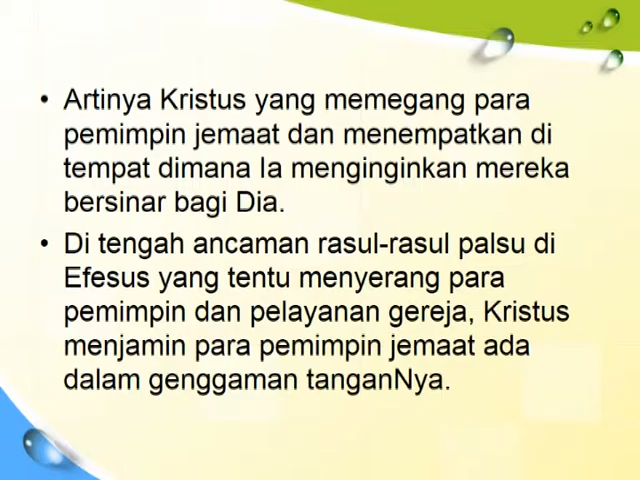 • Artinya Kristus yang memegang para
pemimpin jemaat dan menempatkan di
tempat dimana Ia menginginkan mereka
bersinar bagi Dia.
• Di tengah ancaman rasul-rasul palsu di
Efesus yang tentu menyerang para
pemimpin dan pelayanan gereja, Kristus
menjamin para pemimpin jemaat ada
dalam genggaman tanganNya.